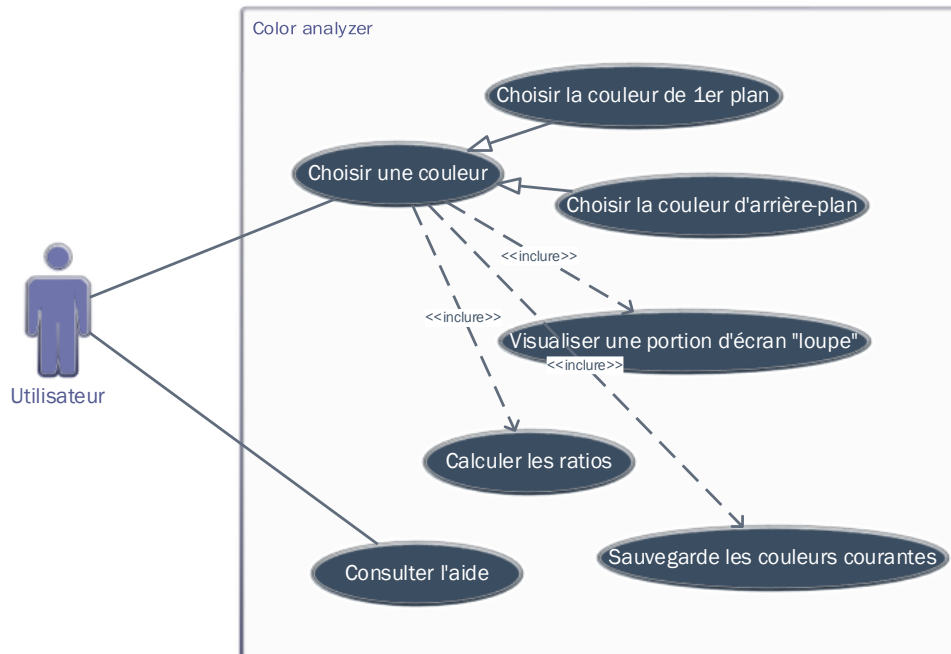 Color analyzer
Choisir la couleur de 1er plan
Choisir une couleur
Choisir la couleur d'arrière-plan
<<inclure>>
<<inclure>>
Visualiser une portion d'écran "loupe"
<<inclure>>
Utilisateur
Calculer les ratios
Sauvegarde les couleurs courantes
Consulter l'aide